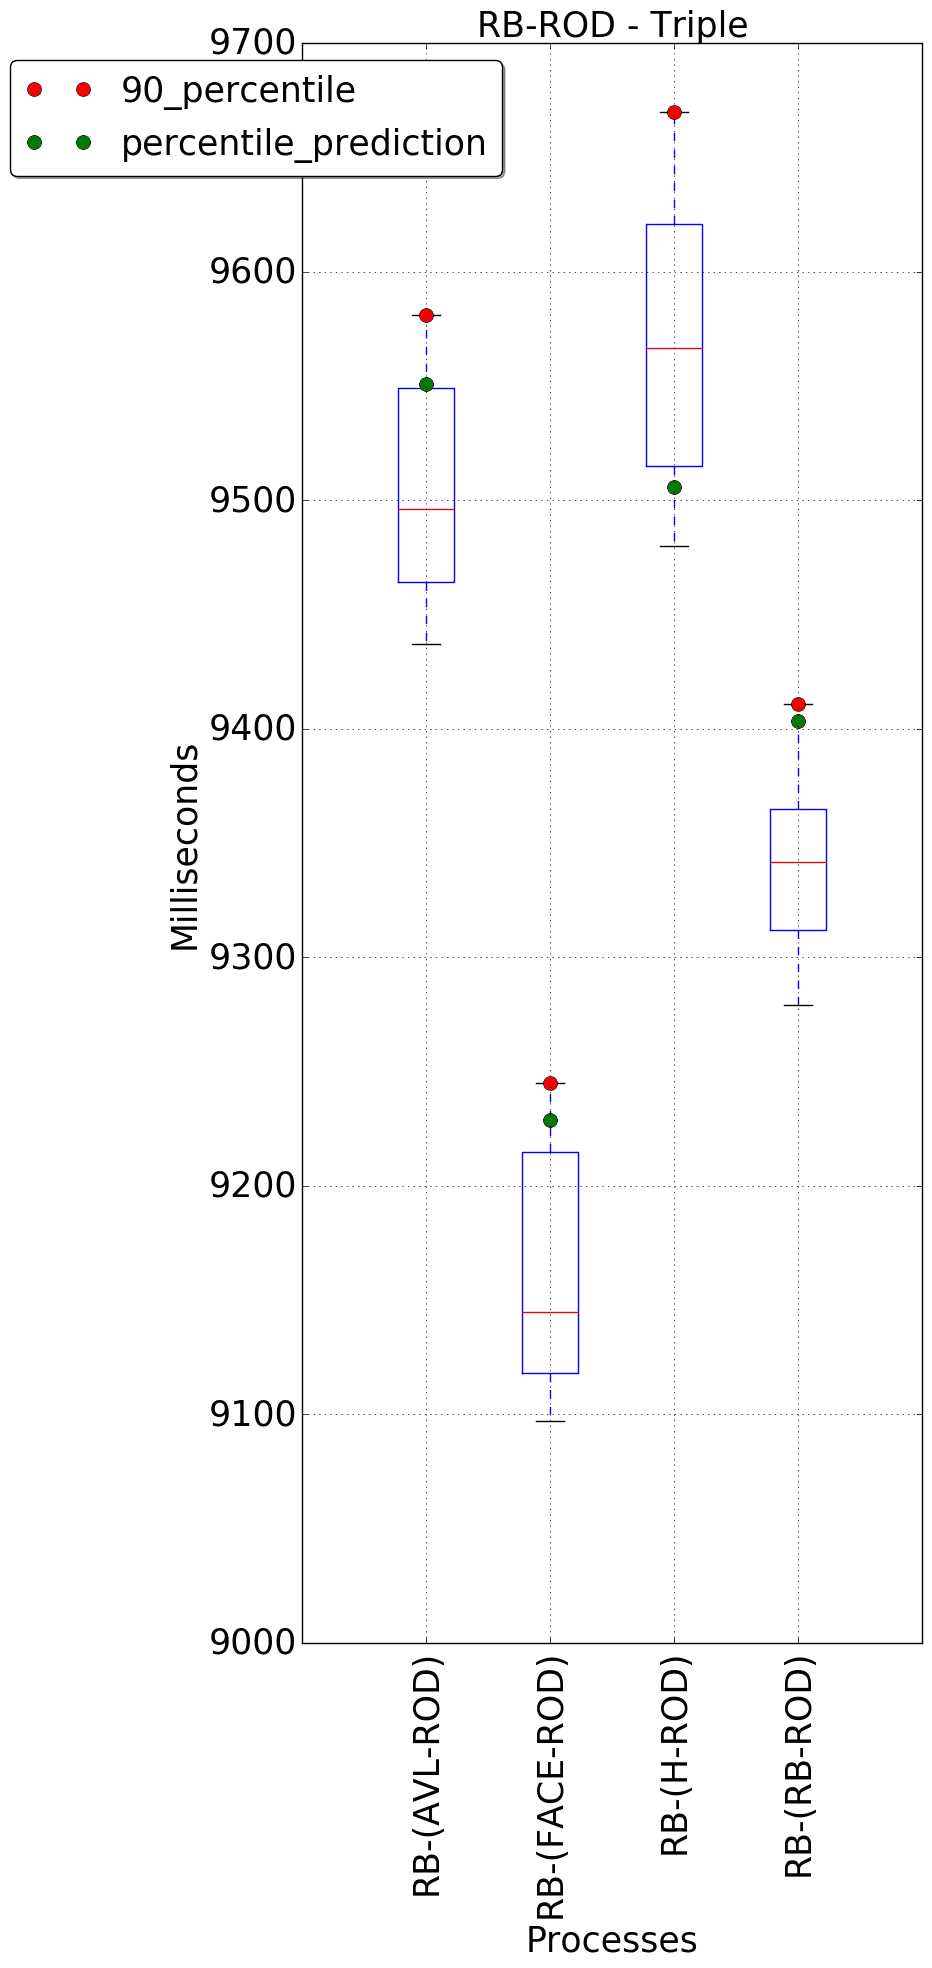 RB-ROD - Triple
90_percentile
percentile_prediction
9700
9600
9500
9400
9300
9200
9100
9000
Milliseconds
RB-(AVL-ROD)
RB-(FACE-ROD)
RB-(H-ROD)
RB-(RB-ROD)
Processes